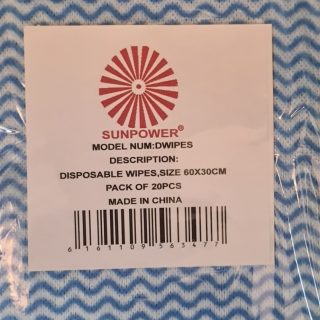 SUNPOWER®
MODEL NUM:DWIPES
DESCRIPTION:
DISPOSABLE WIPES,SIZE 60X30CM
PACK OF 20PCS
MADE IN CHINA
6 161109 563477